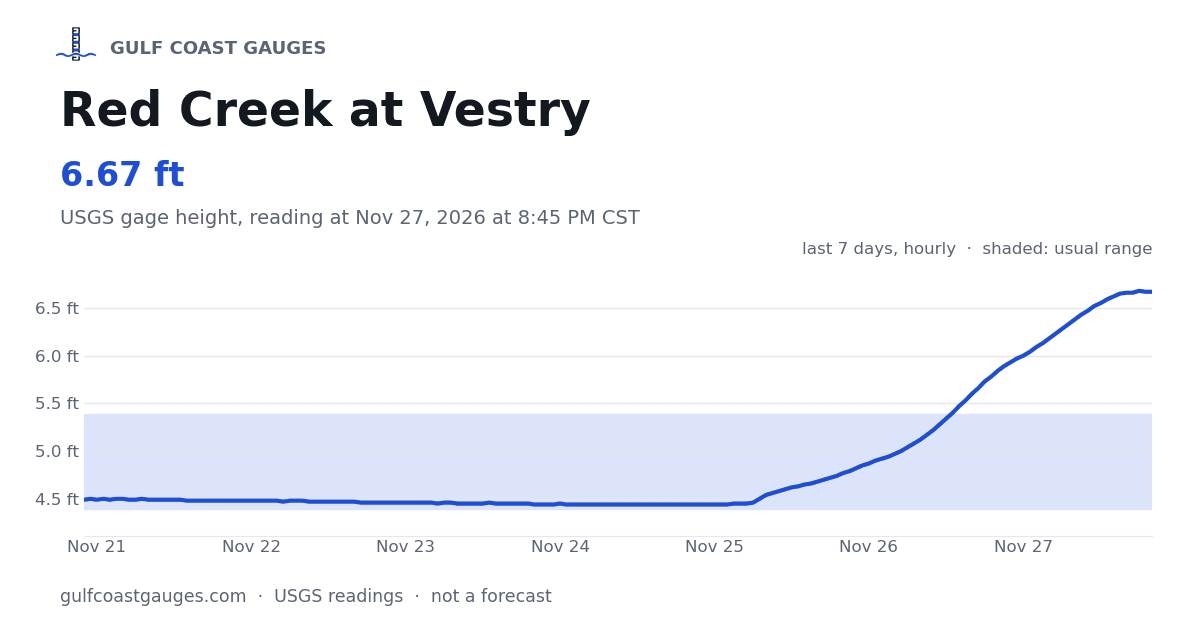 GULF COAST GAUGES
Red Creek at Vestry
6.67 ft
USGS gage height, reading at Nov 27, 2026 at 8:45 PM CST
last 7 days, hourly · shaded: usual range
6.5 ft
6.0 ft
5.5 ft
5.0 ft
4.5 ft
Nov 21 Nov 22 Nov 23 Nov 24 Nov 25 Nov 26 Nov 27
gulfcoastgauges.com · USGS readings · not a forecast